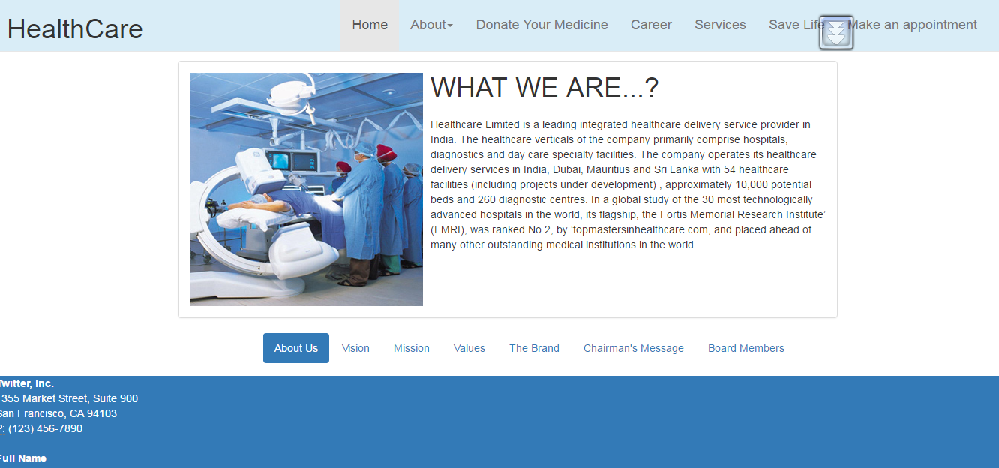 HealthCare
Home About Donate Your Medicine Career Services Save Life Make an appointment
WHAT WE ARE...?
Healthcare Limited is a leading integrated healthcare delivery service provider in
India. The healthcare verticals of the company primarily comprise hospitals,
diagnostics and day care specialty facilities. The company operates its healthcare
delivery services in India, Dubai, Mauritius and Sri Lanka with 54 healthcare
facilities (including projects under development) , approximately 10,000 potential
beds and 260 diagnostic centres. In a global study of the 30 most technologically
advanced hospitals in the world, its flagship, the Fortis Memorial Research Institute’
(FMRI), was ranked No.2, by ‘topmastersinhealthcare.com, and placed ahead of
many other outstanding medical institutions in the world.
About Us Vision Mission Values The Brand Chairman's Message Board Members
Twitter, Inc.
1355 Market Street, Suite 900
San Francisco, CA 94103
P: (123) 456-7890
Full Name